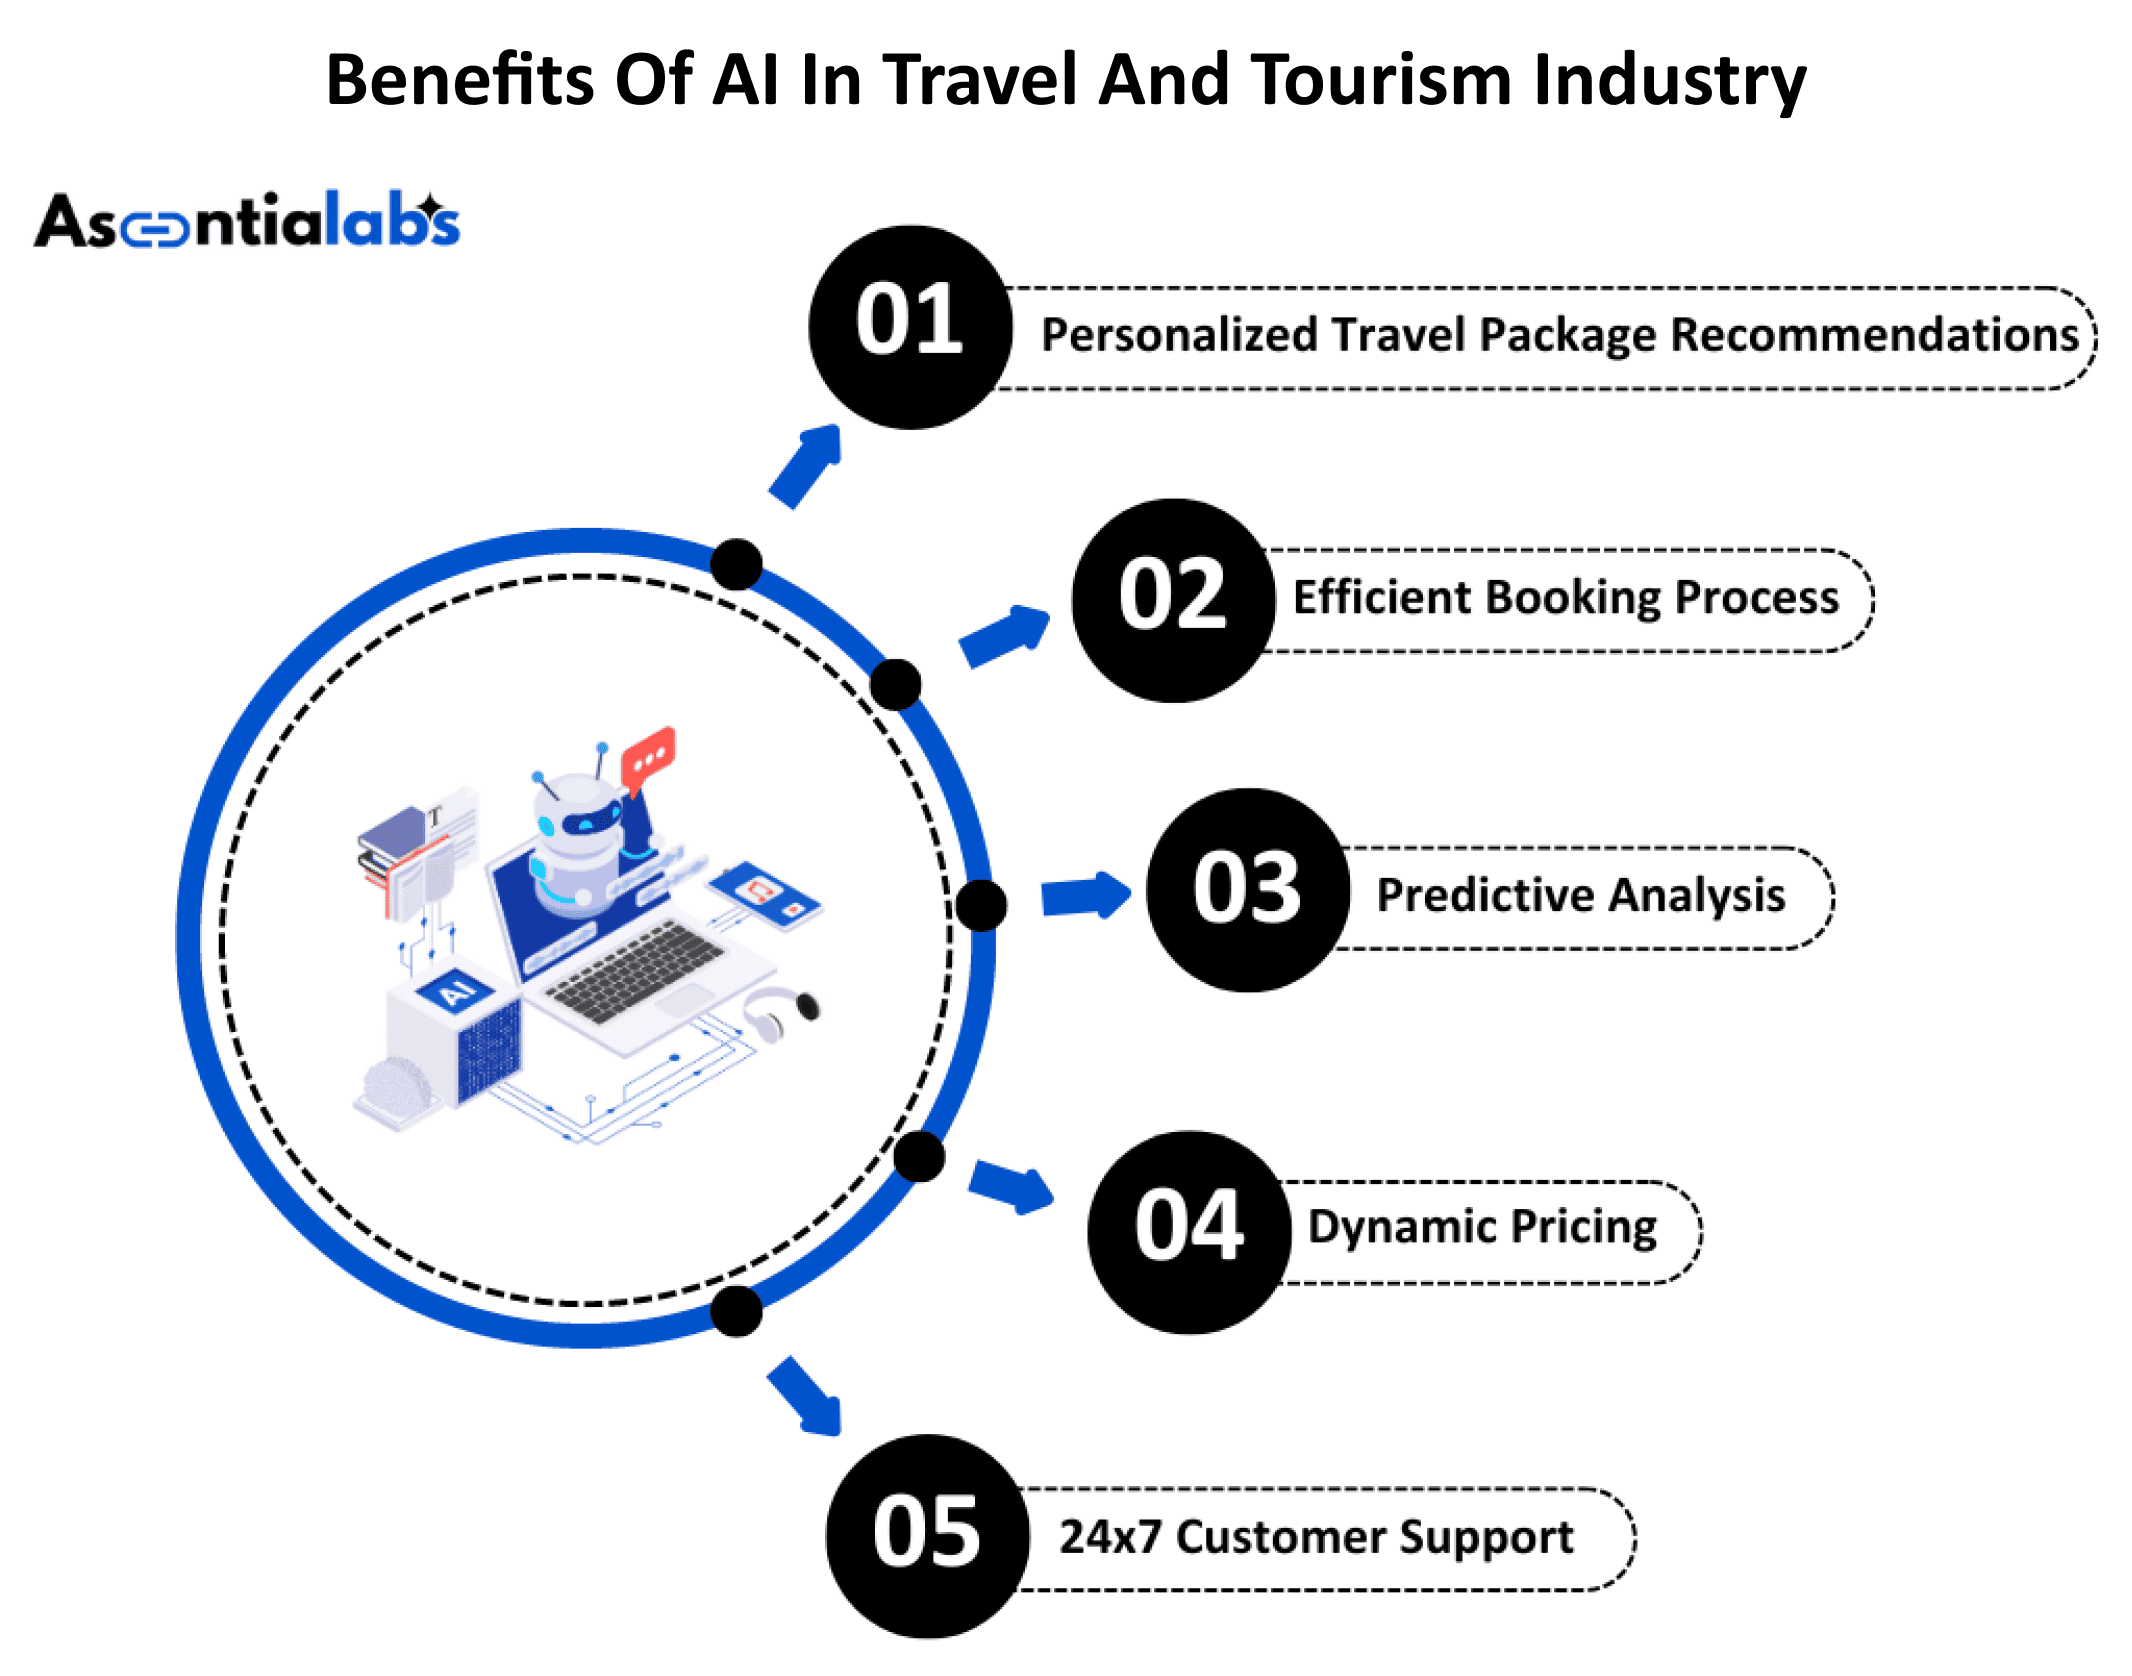 Benefits Of AI In Travel And Tourism Industry
Ascentialabs
01
Personalized Travel Package Recommendations
02
Efficient Booking Process
03
Predictive Analysis
04
Dynamic Pricing
05
24x7 Customer Support
T
AI